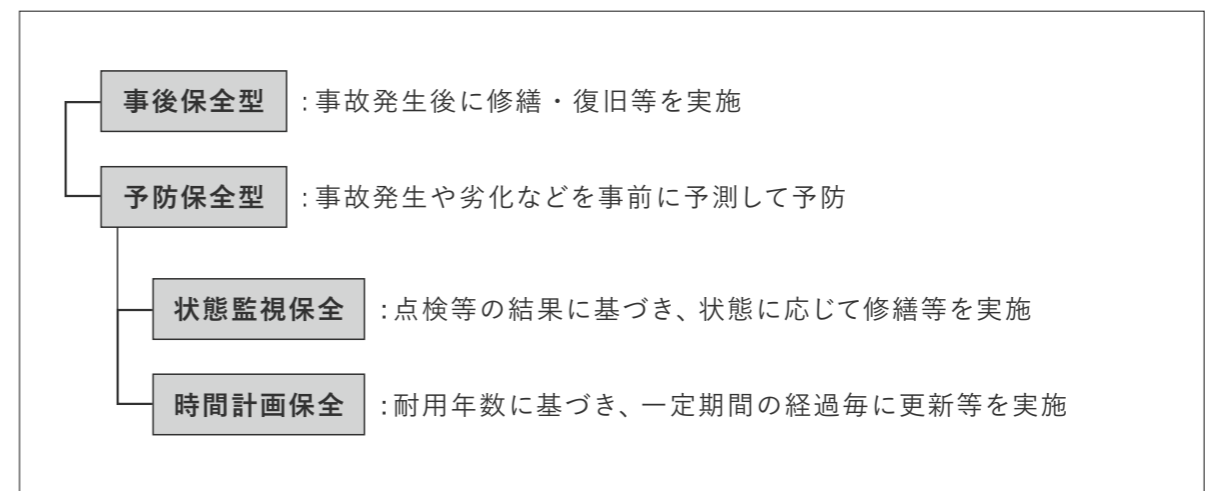 事後保全型 :事故発生後に修繕・復旧等を実施
予防保全型 :事故発生や劣化などを事前に予測して予防
状態監視保全 :点検等の結果に基づき、状態に応じて修繕等を実施
時間計画保全 :耐用年数に基づき、一定期間の経過毎に更新等を実施